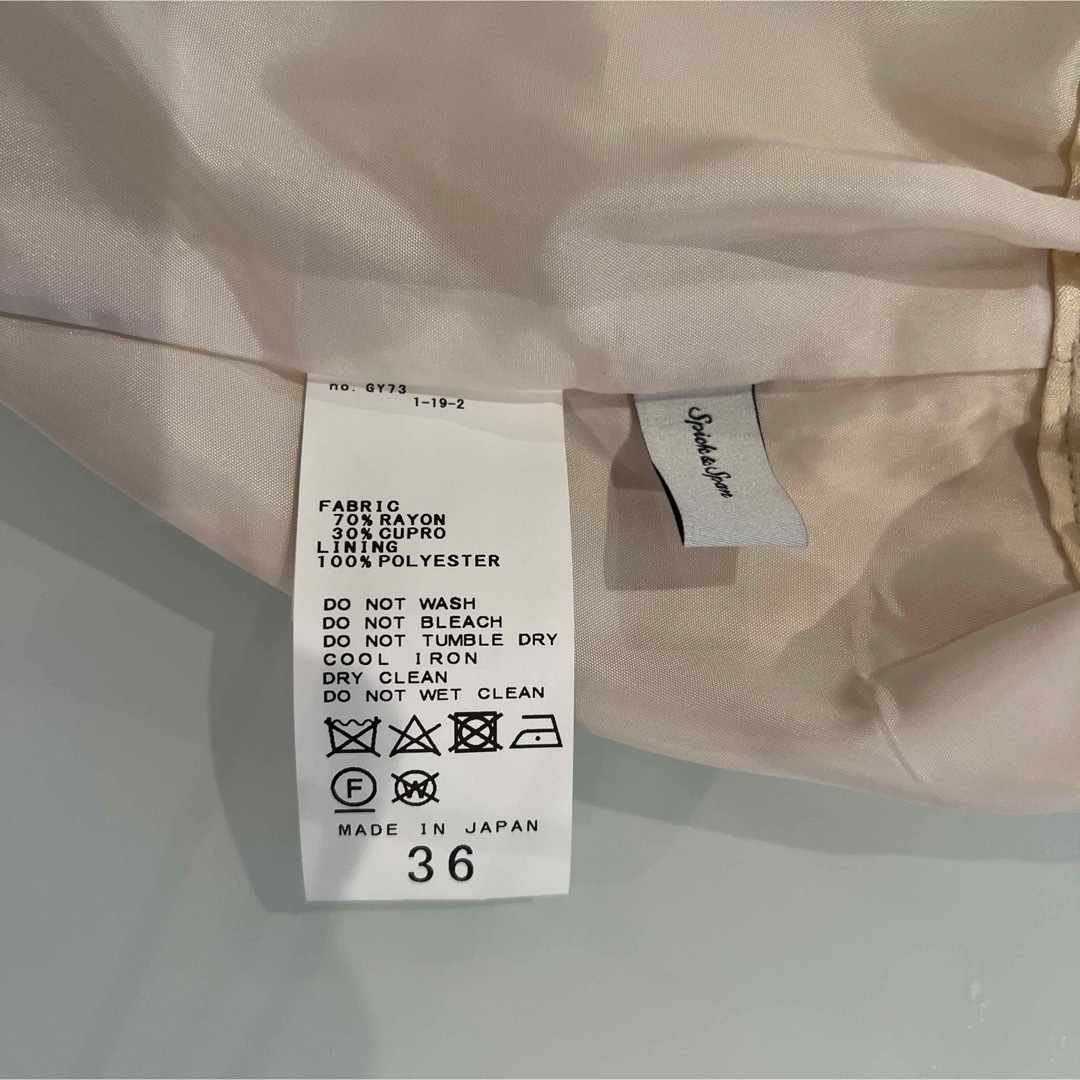 no. GY73
1-19-2
FABRIC
70% RAYON
30% CUPRO
LINING
100% POLYESTER
DO NOT WASH
DO NOT BLEACH
DO NOT TUMBLE DRY
COOL IRON
DRY CLEAN
DO NOT WET CLEAN
F W
MADE IN JAPAN
36
Spick & Span